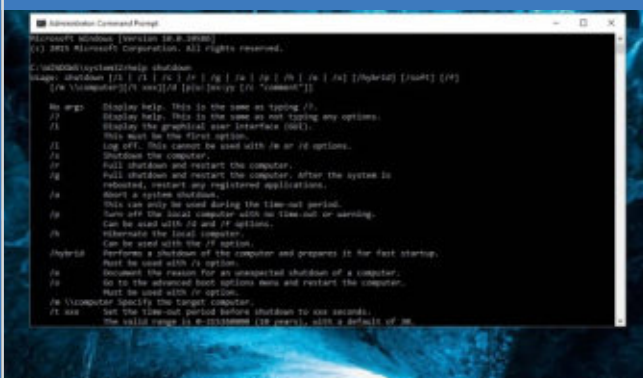 Administrator: Command Prompt
Microsoft Windows [Version 10.0.10586]
(c) 2015 Microsoft Corporation. All rights reserved.
C:\WINDOWS\system32>help shutdown
Usage: shutdown [/i | /l | /s | /r | /g | /a | /p | /h | /e | /o] [/hybrid] [/soft] [/f]
[/m \\computer][/t xxx][/d [p|u:]xx:yy [/c "comment"]]
No args Display help. This is the same as typing /?.
/? Display help. This is the same as not typing any options.
/i Display the graphical user interface (GUI).
This must be the first option.
/l Log off. This cannot be used with /m or /d options.
/s Shutdown the computer.
/r Full shutdown and restart the computer.
/g Full shutdown and restart the computer. After the system is
rebooted, restart any registered applications.
/a Abort a system shutdown.
This can only be used during the time-out period.
/p Turn off the local computer with no time-out or warning.
Can be used with /d and /f options.
/h Hibernate the local computer.
Can be used with the /f option.
/hybrid Performs a shutdown of the computer and prepares it for fast startup.
Must be used with /s option.
/e Document the reason for an unexpected shutdown of a computer.
/o Go to the advanced boot options menu and restart the computer.
Must be used with /r option.
/m \\computer Specify the target computer.
/t xxx Set the time-out period before shutdown to xxx seconds.
The valid range is 0-315360000 (10 years), with a default of 30.